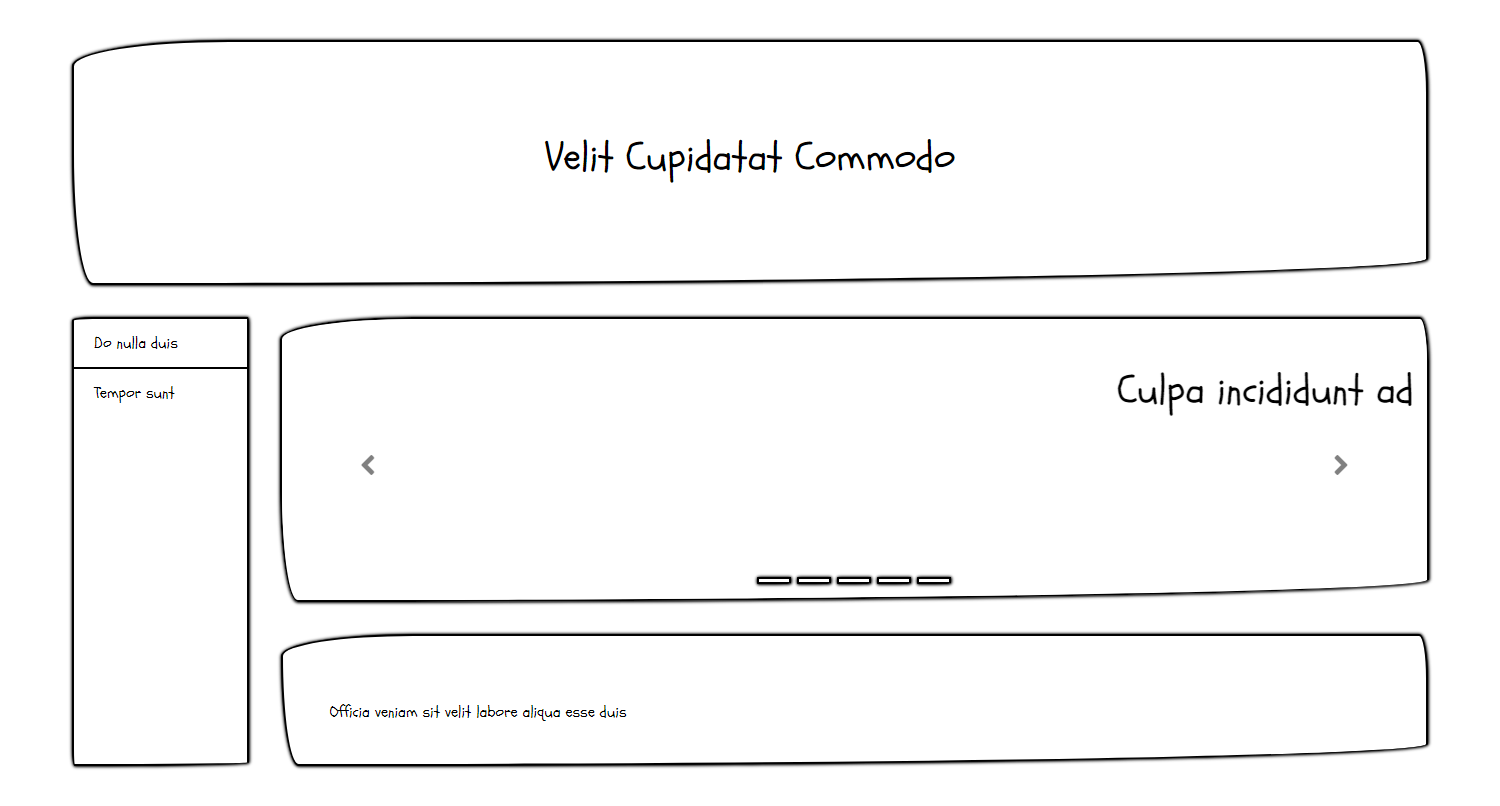 Velit Cupidatat Commodo
Do nulla duis
Tempor sunt
Culpa incididunt ad
Officia veniam sit velit labore aliqua esse duis